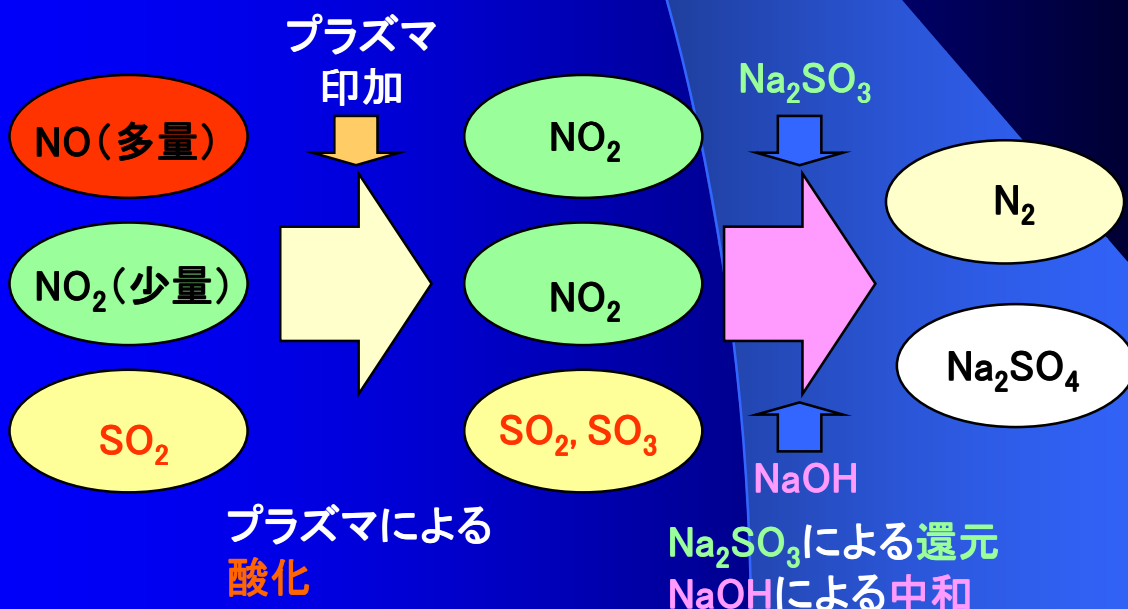 プラズマ
印加
NO(多量)
NO₂(少量)
SO₂
NO₂
NO₂
SO₂, SO₃
Na₂SO₃
NaOH
N₂
Na₂SO₄
プラズマによる
酸化
Na₂SO₃による還元
NaOHによる中和